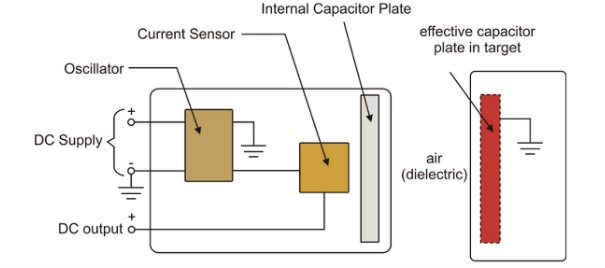 Internal Capacitor Plate
Current Sensor
effective capacitor
plate in target
Oscillator
+
DC Supply
-
air
(dielectric)
+
DC output